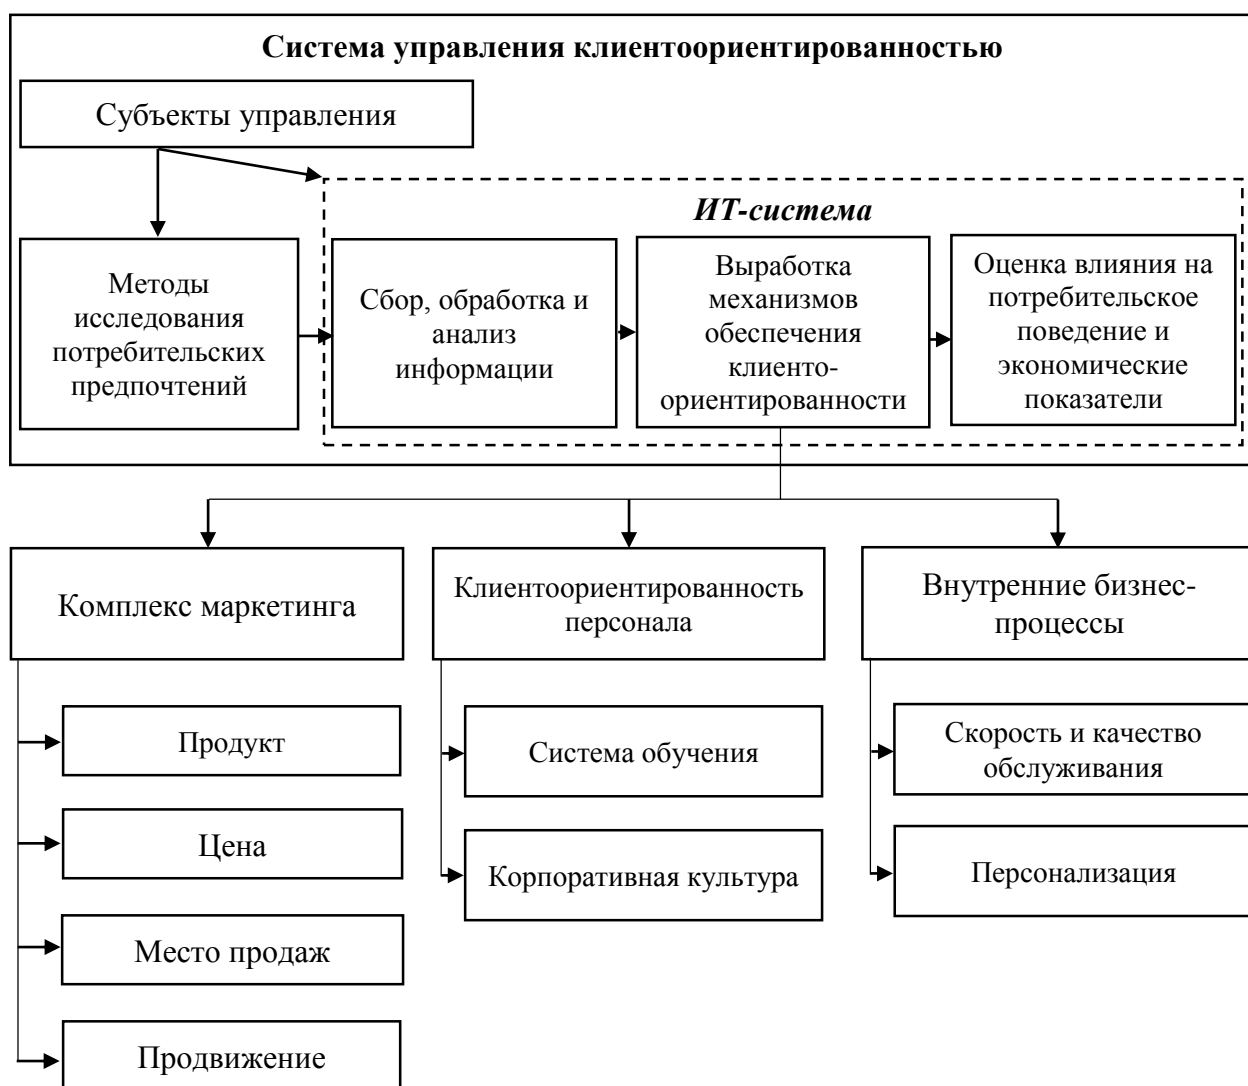 Система управления клиентоориентированностью
Субъекты управления
ИТ-система
Методы
исследования
потребительских
предпочтений
Сбор, обработка и
анализ
информации
Выработка
механизмов
обеспечения
клиенто-
ориентированности
Оценка влияния на
потребительское
поведение и
экономические
показатели
Комплекс маркетинга
Клиентоориентированность
персонала
Внутренние бизнес-
процессы
Продукт
Цена
Место продаж
Продвижение
Система обучения
Корпоративная культура
Скорость и качество
обслуживания
Персонализация